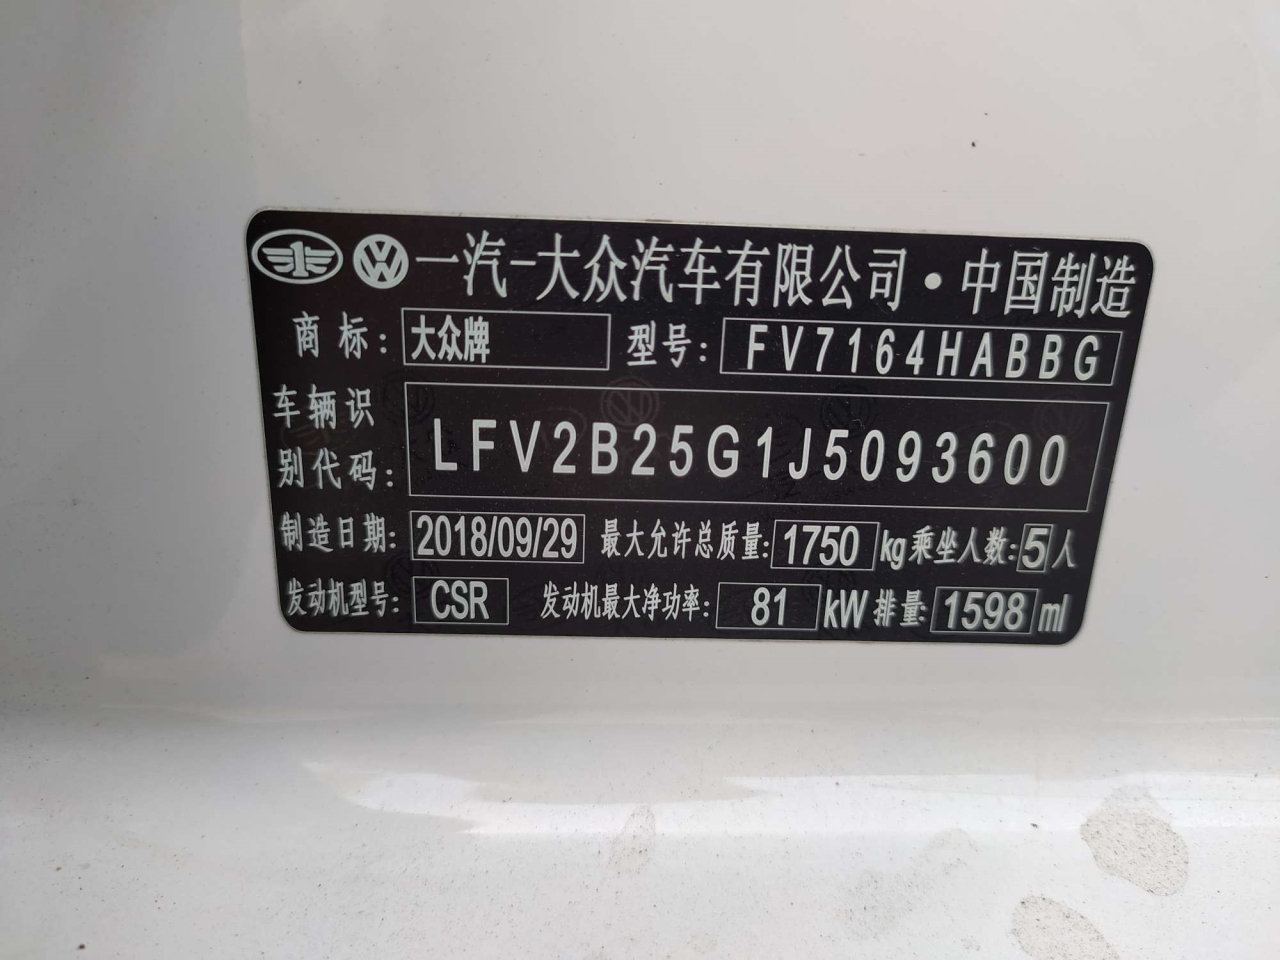 一汽-大众汽车有限公司·中国制造
商标: 大众牌 型号: FV7164HABBG
车辆识别代码: LFV2B25G1J5093600
制造日期: 2018/09/29 最大允许总质量: 1750 kg 乘坐人数: 5 人
发动机型号: CSR 发动机最大净功率: 81 kW 排量: 1598 ml